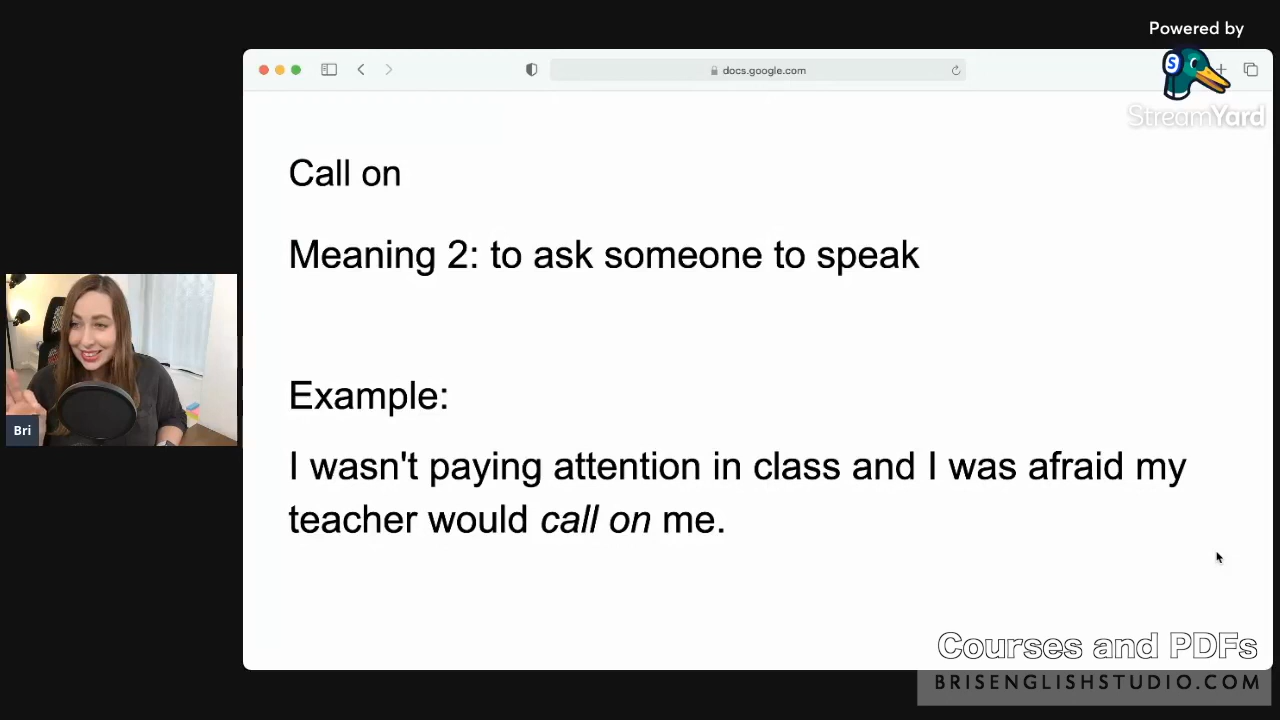 Powered by
docs.google.com
S
StreamYard
Call on
Meaning 2: to ask someone to speak
Example:
I wasn't paying attention in class and I was afraid my
teacher would call on me.
Bri
Courses and PDFs
BRISENGLISHSTUDIO.COM